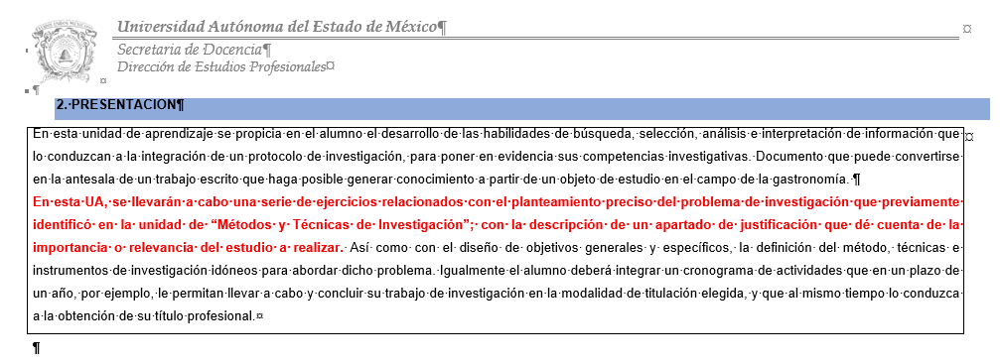 Universidad Autónoma del Estado de México¶
Secretaria de Docencia¶
Dirección de Estudios Profesionales¤
2.·PRESENTACION¶
En·esta·unidad·de·aprendizaje·se·propicia·en·el·alumno·el·desarrollo·de·las·habilidades·de·búsqueda,·selección,·análisis·e·interpretación·de·información·que·
lo·conduzcan·a·la·integración·de·un·protocolo·de·investigación,·para·poner·en·evidencia·sus·competencias·investigativas.·Documento·que·puede·convertirse·
en·la·antesala·de·un·trabajo·escrito·que·haga·posible·generar·conocimiento·a·partir·de·un·objeto·de·estudio·en·el·campo·de·la·gastronomía.·¶
En·esta·UA,·se·llevarán·a·cabo·una·serie·de·ejercicios·relacionados·con·el·planteamiento·preciso·del·problema·de·investigación·que·previamente·
identificó·en·la·unidad·de·“Métodos·y·Técnicas·de·Investigación”;·con·la·descripción·de·un·apartado·de·justificación·que·dé·cuenta·de·la·
importancia·o·relevancia·del·estudio·a·realizar.·Así·como·con·el·diseño·de·objetivos·generales·y·específicos,·la·definición·del·método,·técnicas·e·
instrumentos·de·investigación·idóneos·para·abordar·dicho·problema.·Igualmente·el·alumno·deberá·integrar·un·cronograma·de·actividades·que·en·un·plazo·de·
un·año,·por·ejemplo,·le·permitan·llevar·a·cabo·y·concluir·su·trabajo·de·investigación·en·la·modalidad·de·titulación·elegida,·y·que·al·mismo·tiempo·lo·conduzca·
a·la·obtención·de·su·título·profesional.¤
¶